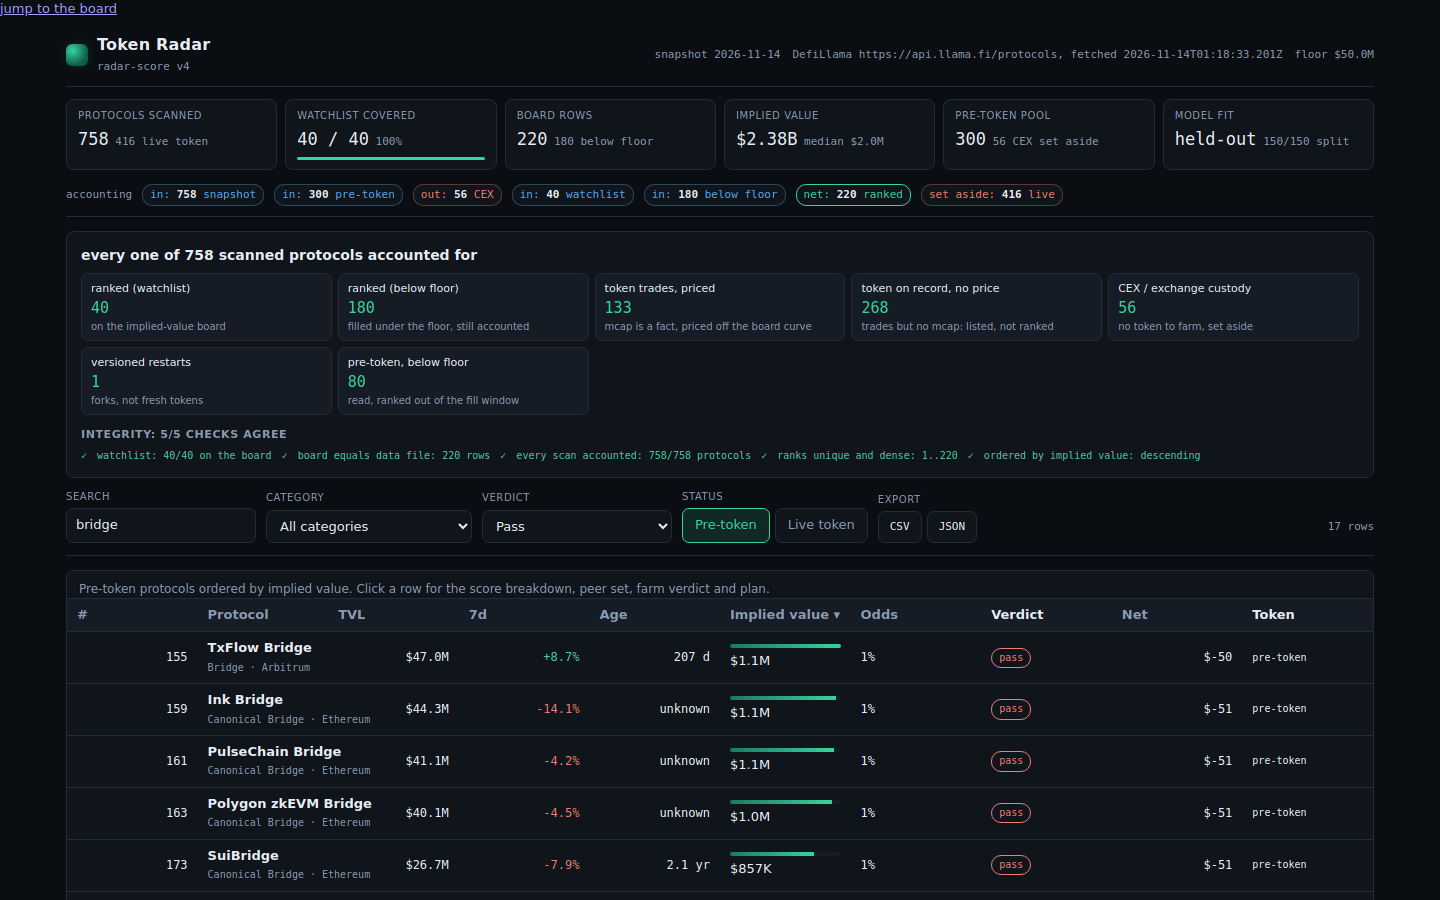 jump to the board
Token Radar
radar-score v4
snapshot 2026-11-14 DefiLlama https://api.llama.fi/protocols, fetched 2026-11-14T01:18:33.201Z floor $50.0M
PROTOCOLS SCANNED
758 416 live token
WATCHLIST COVERED
40 / 40 100%
BOARD ROWS
220 180 below floor
IMPLIED VALUE
$2.38B median $2.0M
PRE-TOKEN POOL
300 56 CEX set aside
MODEL FIT
held-out 150/150 split
accounting in: 758 snapshot in: 300 pre-token out: 56 CEX in: 40 watchlist in: 180 below floor net: 220 ranked set aside: 416 live
every one of 758 scanned protocols accounted for
ranked (watchlist)
40
on the implied-value board
ranked (below floor)
180
filled under the floor, still accounted
token trades, priced
133
mcap is a fact, priced off the board curve
token on record, no price
268
trades but no mcap: listed, not ranked
CEX / exchange custody
56
no token to farm, set aside
versioned restarts
1
forks, not fresh tokens
pre-token, below floor
80
read, ranked out of the fill window
INTEGRITY: 5/5 CHECKS AGREE
✓ watchlist: 40/40 on the board ✓ board equals data file: 220 rows ✓ every scan accounted: 758/758 protocols ✓ ranks unique and dense: 1..220 ✓ ordered by implied value: descending
SEARCH
bridge
CATEGORY
All categories
VERDICT
Pass
STATUS
Pre-token Live token
EXPORT
CSV JSON
17 rows
Pre-token protocols ordered by implied value. Click a row for the score breakdown, peer set, farm verdict and plan.
# Protocol TVL 7d Age Implied value ▾ Odds Verdict Net Token
155 TxFlow Bridge $47.0M +8.7% 207 d $1.1M 1% pass $-50 pre-token
Bridge · Arbitrum
159 Ink Bridge $44.3M -14.1% unknown $1.1M 1% pass $-51 pre-token
Canonical Bridge · Ethereum
161 PulseChain Bridge $41.1M -4.2% unknown $1.1M 1% pass $-51 pre-token
Canonical Bridge · Ethereum
163 Polygon zkEVM Bridge $40.1M -4.5% unknown $1.0M 1% pass $-51 pre-token
Canonical Bridge · Ethereum
173 SuiBridge $26.7M -7.9% 2.1 yr $857K 1% pass $-51 pre-token
Canonical Bridge · Ethereum